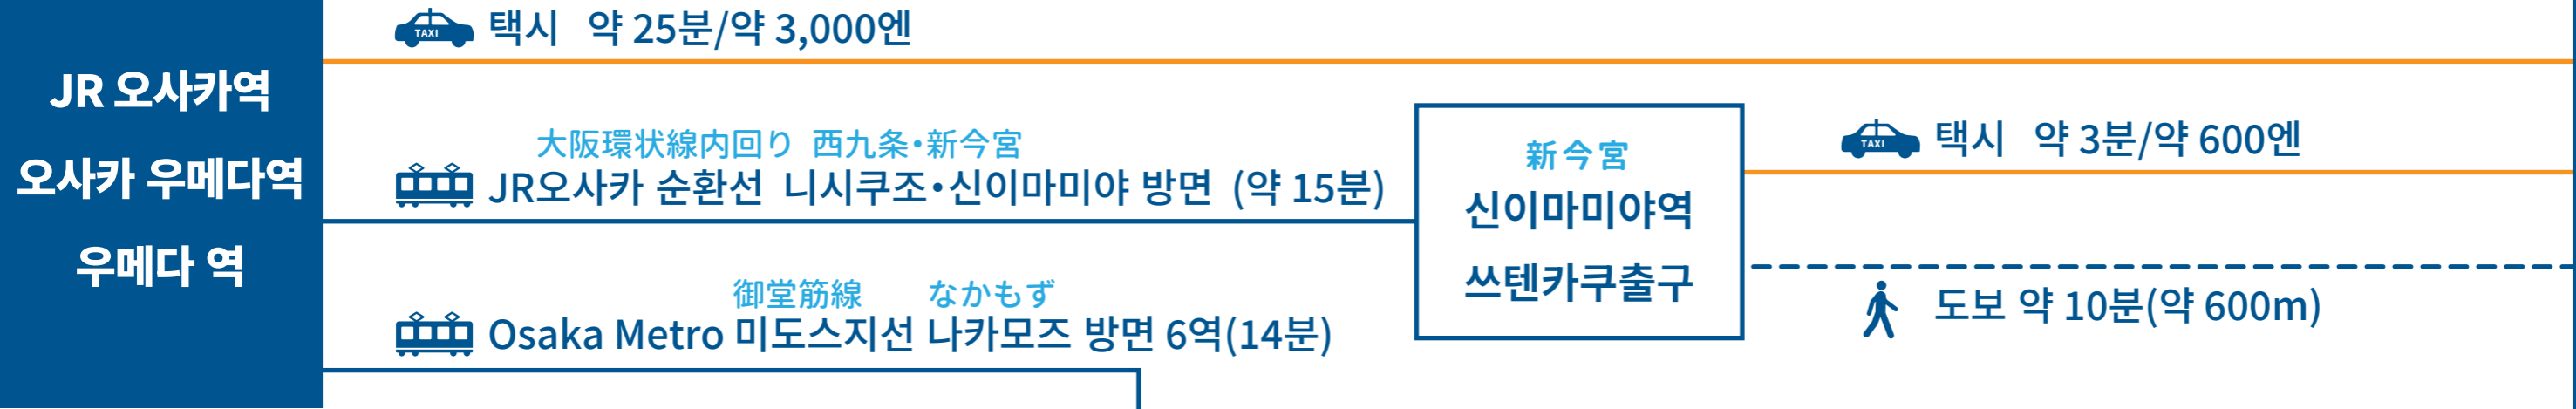 JR 오사카역
오사카 우메다역
우메다 역
TAXI 택시 약 25분/약 3,000엔
大阪環状線内回り 西九条・新今宮
JR오사카 순환선 니시쿠조・신이마미야 방면 (약 15분)
御堂筋線 なかもず
Osaka Metro 미도스지선 나카모즈 방면 6역(14분)
新今宮
신이마미야역
쓰텐카쿠출구
TAXI 택시 약 3분/약 600엔
도보 약 10분(약 600m)